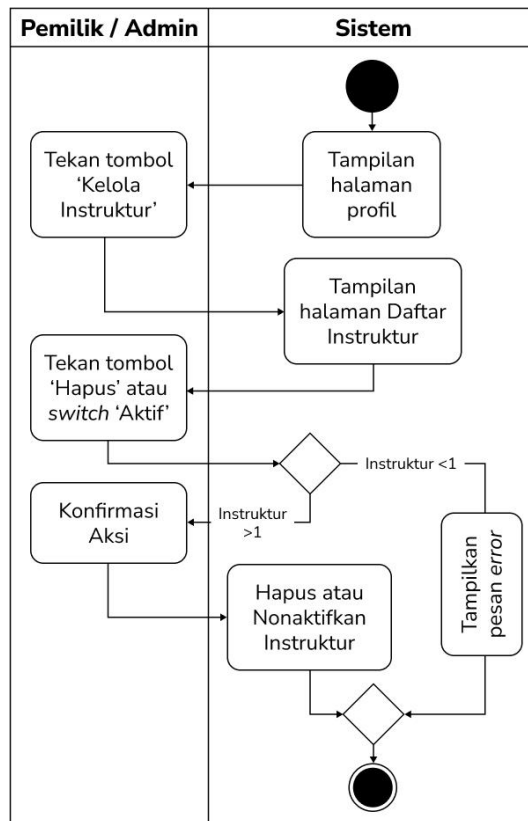 Pemilik / Admin
Sistem
Tampilan
halaman
profil
Tekan tombol
‘Kelola
Instruktur’
Tampilan
halaman Daftar
Instruktur
Tekan tombol
‘Hapus’ atau
switch ‘Aktif’
Instruktur <1
Instruktur
>1
Konfirmasi
Aksi
Tampilkan
pesan error
Hapus atau
Nonaktifkan
Instruktur